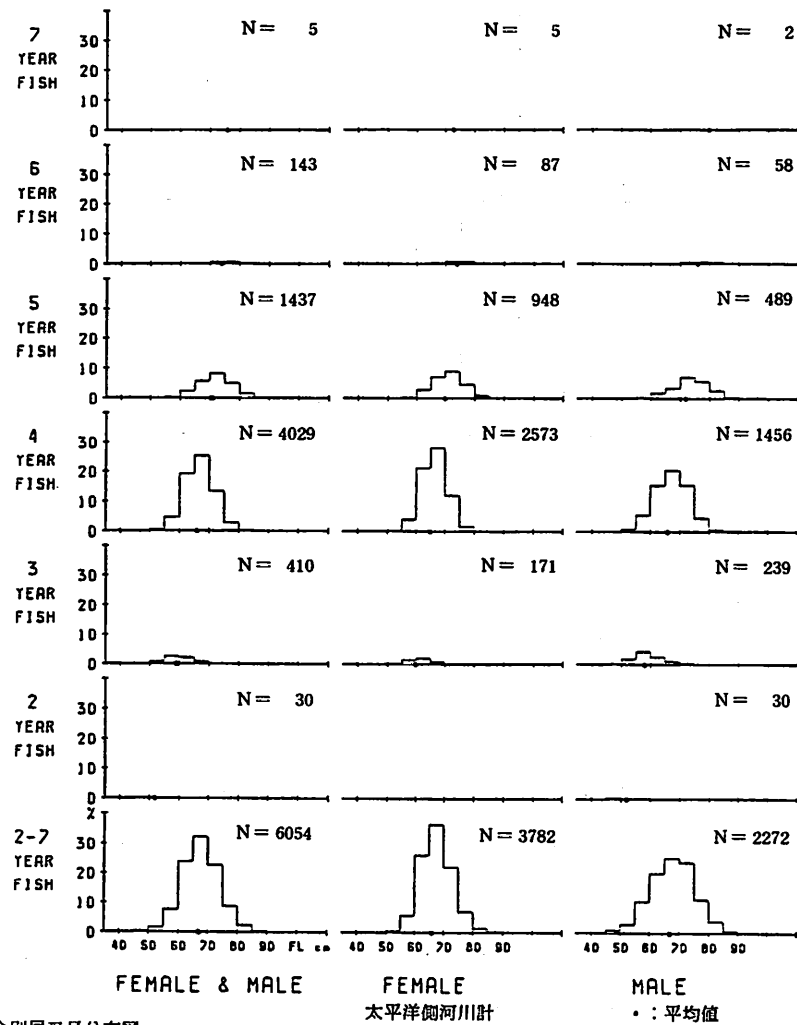 7 YEAR FISH
30
20
10
0
N= 5
N= 5
N= 2
6 YEAR FISH
30
20
10
0
N= 143
N= 87
N= 58
5 YEAR FISH
30
20
10
0
N=1437
N= 948
N= 489
4 YEAR FISH
30
20
10
0
N=4029
N=2573
N=1456
3 YEAR FISH
30
20
10
0
N= 410
N= 171
N= 239
2 YEAR FISH
30
20
10
0
N= 30
N= 30
2-7 YEAR FISH
%
30
20
10
0
N=6054
N=3782
N=2272
40 50 60 70 80 90 FL cm
40 50 60 70 80 90
40 50 60 70 80 90
FEMALE & MALE
FEMALE
MALE
太平洋側河川計
・:平均値